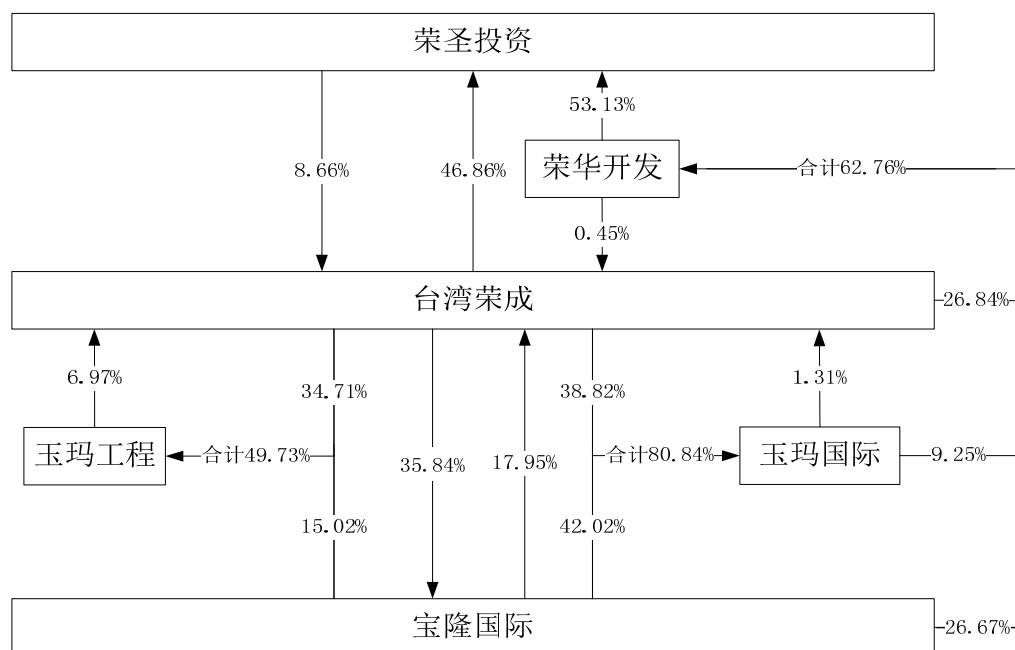 荣圣投资
53.13%
荣华开发
8.66%
46.86%
合计62.76%
0.45%
台湾荣成
26.84%
6.97%
34.71%
38.82%
1.31%
玉玛工程
合计49.73%
35.84%
17.95%
合计80.84%
玉玛国际
9.25%
15.02%
42.02%
宝隆国际
26.67%